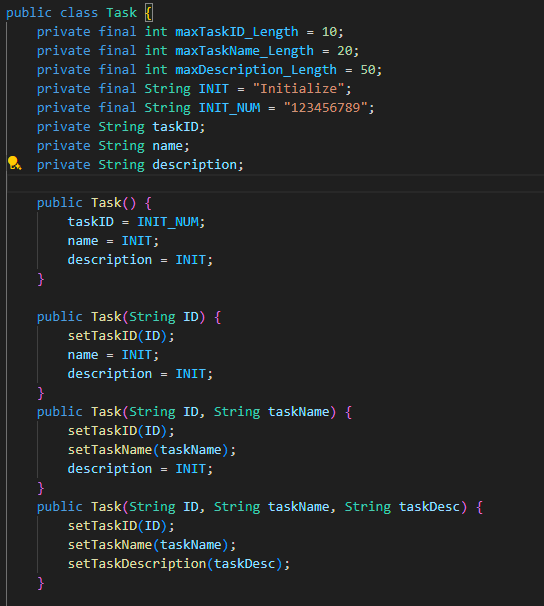 public class Task {
    private final int maxTaskID_Length = 10;
    private final int maxTaskName_Length = 20;
    private final int maxDescription_Length = 50;
    private final String INIT = "Initialize";
    private final String INIT_NUM = "123456789";
    private String taskID;
    private String name;
    private String description;

    public Task() {
        taskID = INIT_NUM;
        name = INIT;
        description = INIT;
    }

    public Task(String ID) {
        setTaskID(ID);
        name = INIT;
        description = INIT;
    }
    public Task(String ID, String taskName) {
        setTaskID(ID);
        setTaskName(taskName);
        description = INIT;
    }
    public Task(String ID, String taskName, String taskDesc) {
        setTaskID(ID);
        setTaskName(taskName);
        setTaskDescription(taskDesc);
    }